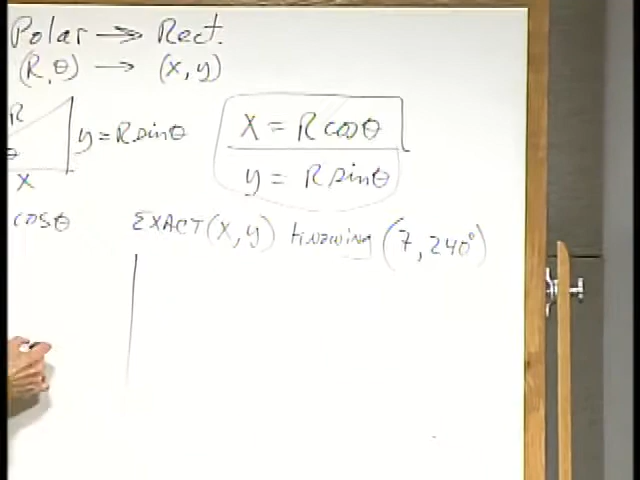 Polar → Rect.
(R, θ) → (x, y)
R
θ
y = R sin θ
x
x = R cos θ
y = R sin θ
cos θ
EXACT (x, y) knowing (7, 240°)